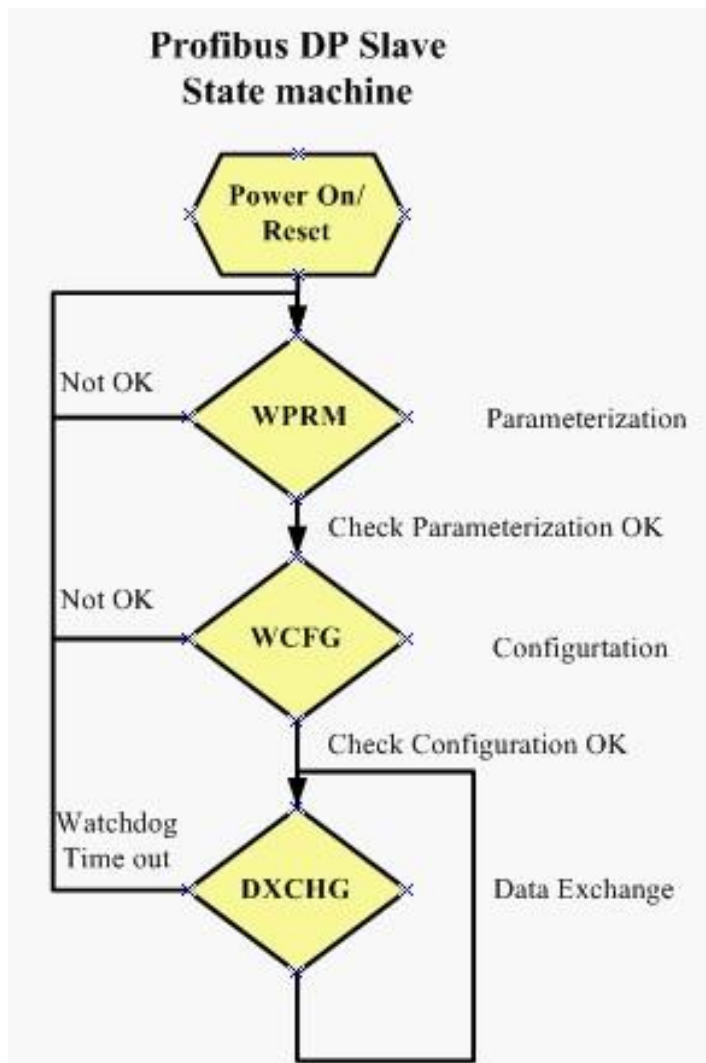 Profibus DP Slave
State machine
Power On/
Reset
Not OK
WPRM
Parameterization
Check Parameterization OK
Not OK
WCFG
Configurtation
Check Configuration OK
Watchdog
Time out
DXCHG
Data Exchange